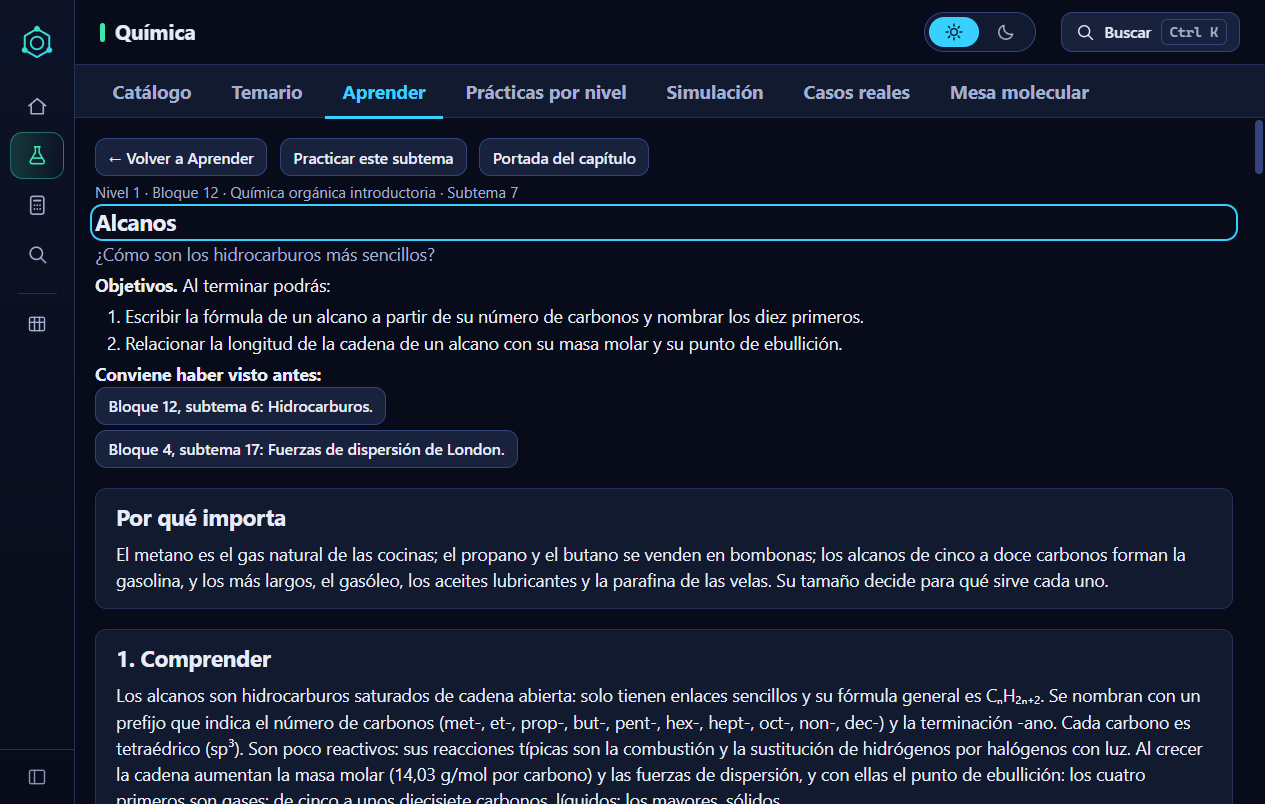 Química
Buscar Ctrl K
Catálogo Temario Aprender Prácticas por nivel Simulación Casos reales Mesa molecular
← Volver a Aprender Practicar este subtema Portada del capítulo
Nivel 1 · Bloque 12 · Química orgánica introductoria · Subtema 7
Alcanos
¿Cómo son los hidrocarburos más sencillos?
Objetivos. Al terminar podrás:
1. Escribir la fórmula de un alcano a partir de su número de carbonos y nombrar los diez primeros.
2. Relacionar la longitud de la cadena de un alcano con su masa molar y su punto de ebullición.
Conviene haber visto antes:
Bloque 12, subtema 6: Hidrocarburos.
Bloque 4, subtema 17: Fuerzas de dispersión de London.
Por qué importa
El metano es el gas natural de las cocinas; el propano y el butano se venden en bombonas; los alcanos de cinco a doce carbonos forman la
gasolina, y los más largos, el gasóleo, los aceites lubricantes y la parafina de las velas. Su tamaño decide para qué sirve cada uno.
1. Comprender
Los alcanos son hidrocarburos saturados de cadena abierta: solo tienen enlaces sencillos y su fórmula general es CₙH₂ₙ₊₂. Se nombran con un
prefijo que indica el número de carbonos (met-, et-, prop-, but-, pent-, hex-, hept-, oct-, non-, dec-) y la terminación -ano. Cada carbono es
tetraédrico (sp³). Son poco reactivos: sus reacciones típicas son la combustión y la sustitución de hidrógenos por halógenos con luz. Al crecer
la cadena aumentan la masa molar (14,03 g/mol por carbono) y las fuerzas de dispersión, y con ellas el punto de ebullición: los cuatro
primeros son gases; de cinco a unos diecisiete carbonos, líquidos; los mayores, sólidos.